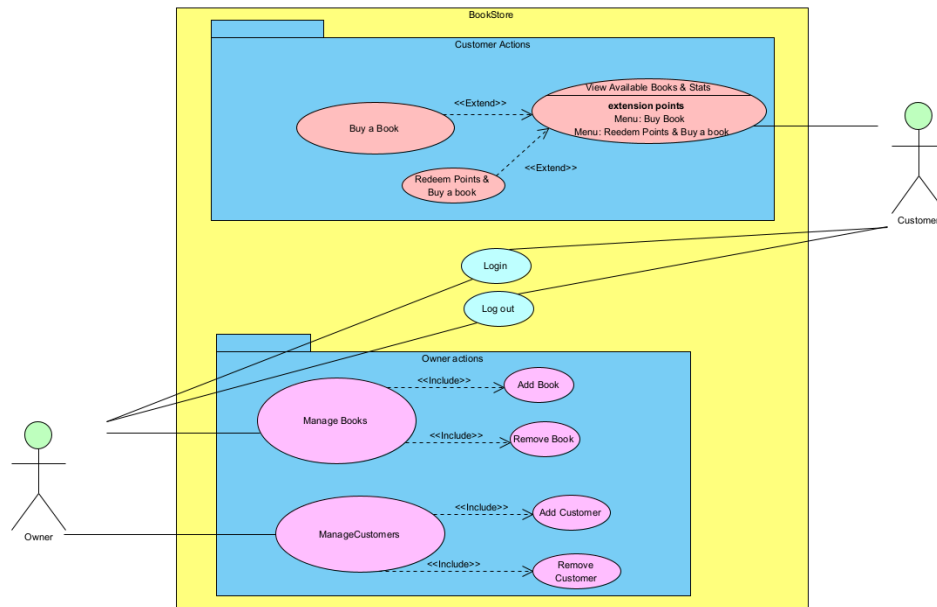 BookStore
Customer Actions
View Available Books & Stats
extension points
Menu: Buy Book
Menu: Reedem Points & Buy a book
<<Extend>>
Buy a Book
<<Extend>>
Redeem Points &
Buy a book
Customer
Login
Log out
Owner actions
<<Include>>
Add Book
Manage Books
<<Include>>
Remove Book
<<Include>>
Add Customer
ManageCustomers
Owner
<<Include>>
Remove
Customer